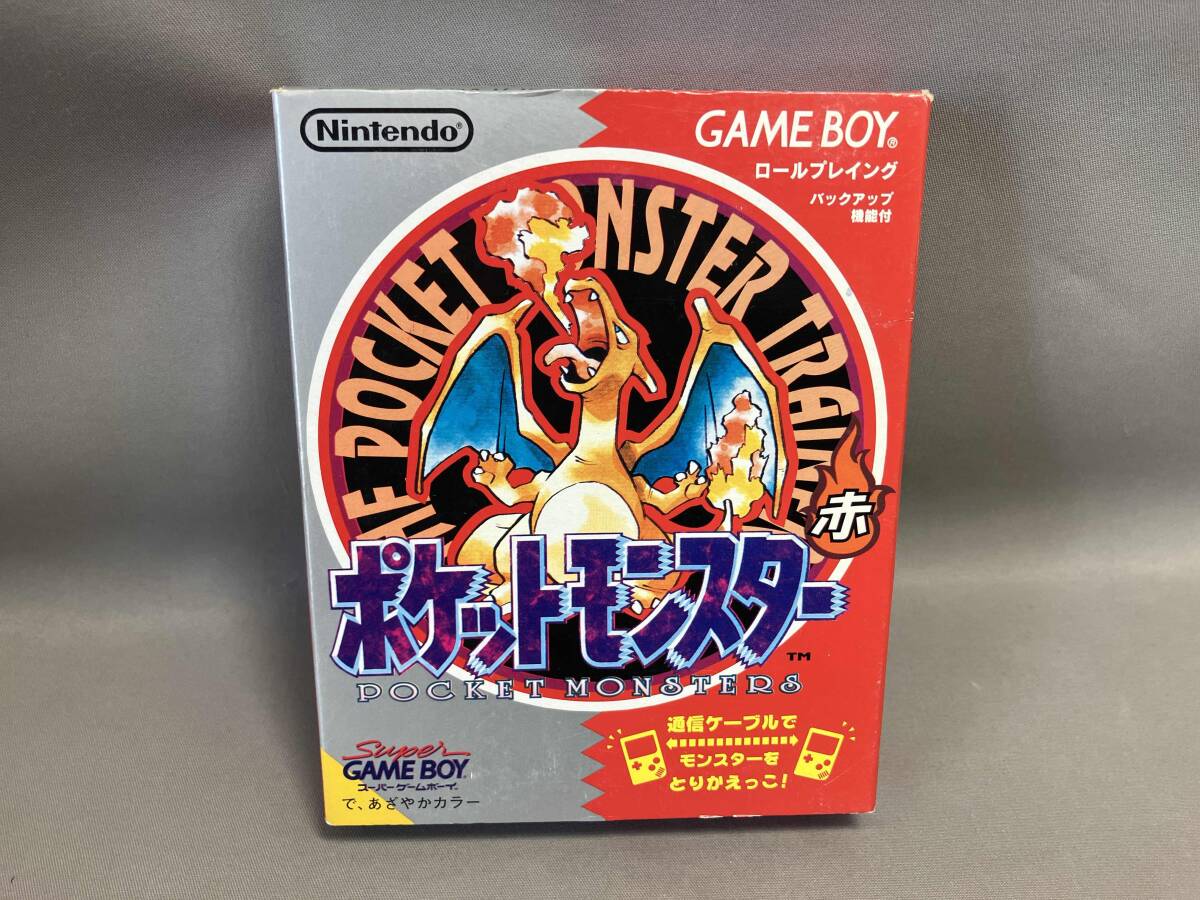 Nintendo®
GAME BOY®
ロールプレイング
バックアップ
機能付
POCKET MONSTER
赤
ポケットモンスター
TM
POCKET MONSTERS
通信ケーブルで
モンスターを
とりかえっこ!
Super
GAME BOY
スーパーゲームボーイ
で、あざやかカラー